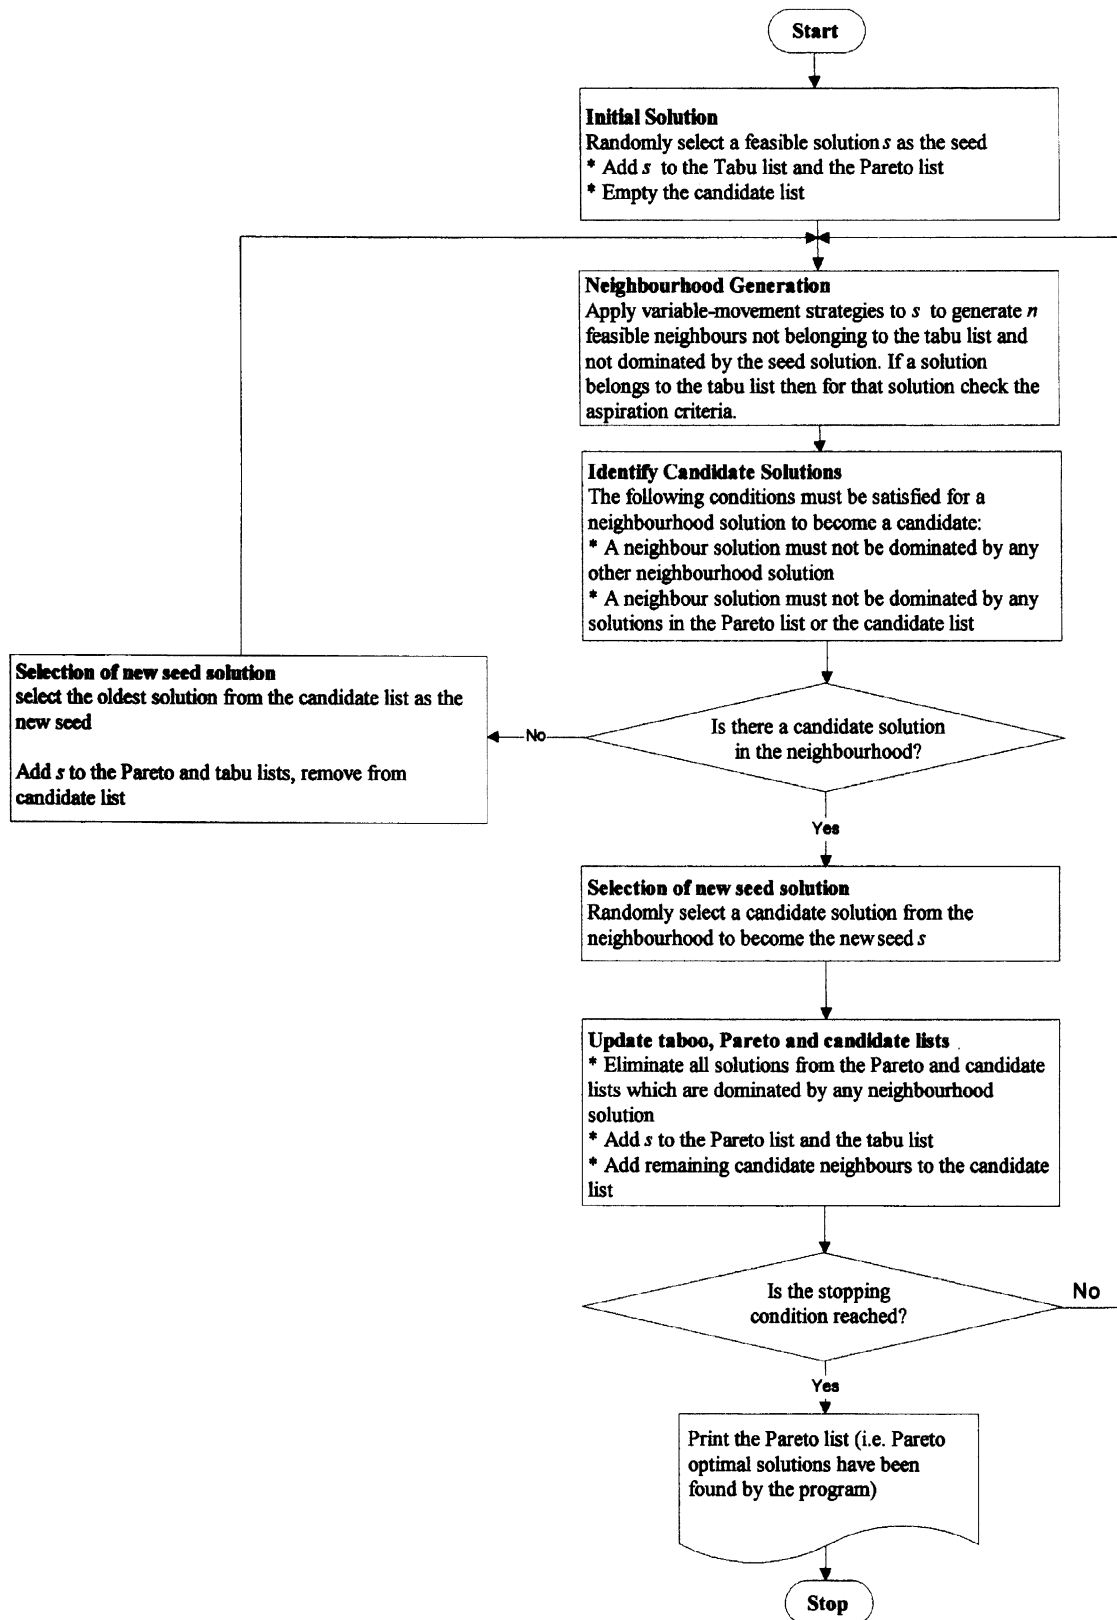 Start
Initial Solution
Randomly select a feasible solution s as the seed
* Add s to the Tabu list and the Pareto list
* Empty the candidate list
Neighbourhood Generation
Apply variable-movement strategies to s to generate n
feasible neighbours not belonging to the tabu list and
not dominated by the seed solution. If a solution
belongs to the tabu list then for that solution check the
aspiration criteria.
Identify Candidate Solutions
The following conditions must be satisfied for a
neighbourhood solution to become a candidate:
* A neighbour solution must not be dominated by any
other neighbourhood solution
* A neighbour solution must not be dominated by any
solutions in the Pareto list or the candidate list
Selection of new seed solution
select the oldest solution from the candidate list as the
new seed
Add s to the Pareto and tabu lists, remove from
candidate list
No
Is there a candidate solution
in the neighbourhood?
Yes
Selection of new seed solution
Randomly select a candidate solution from the
neighbourhood to become the new seed s
Update taboo, Pareto and candidate lists
* Eliminate all solutions from the Pareto and candidate
lists which are dominated by any neighbourhood
solution
* Add s to the Pareto list and the tabu list
* Add remaining candidate neighbours to the candidate
list
Is the stopping
condition reached?
No
Yes
Print the Pareto list (i.e. Pareto
optimal solutions have been
found by the program)
Stop